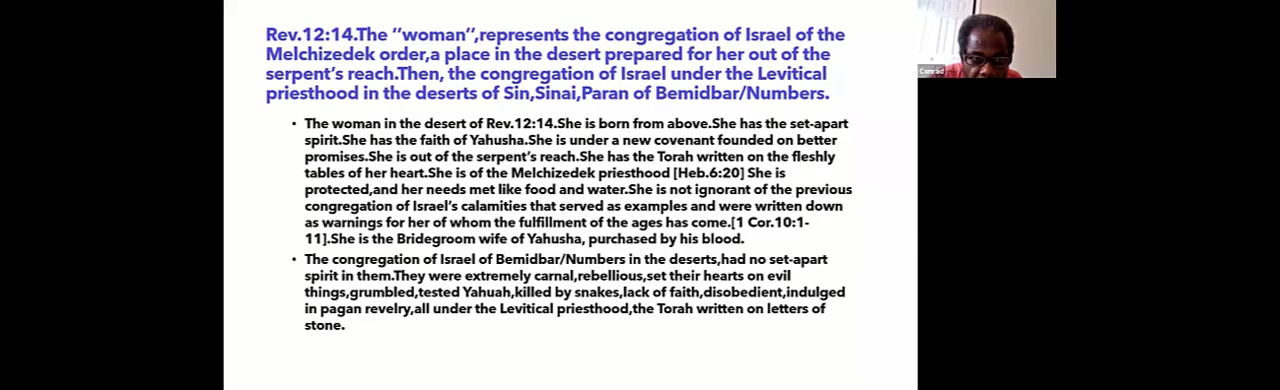 Rev.12:14.The “woman”,represents the congregation of Israel of the
Melchizedek order,a place in the desert prepared for her out of the
serpent’s reach.Then, the congregation of Israel under the Levitical
priesthood in the deserts of Sin,Sinai,Paran of Bemidbar/Numbers.
• The woman in the desert of Rev.12:14.She is born from above.She has the set-apart
spirit.She has the faith of Yahusha.She is under a new covenant founded on better
promises.She is out of the serpent’s reach.She has the Torah written on the fleshly
tables of her heart.She is of the Melchizedek priesthood [Heb.6:20] She is
protected,and her needs met like food and water.She is not ignorant of the previous
congregation of Israel’s calamities that served as examples and were written down
as warnings for her of whom the fulfillment of the ages has come.[1 Cor.10:1-
11].She is the Bridegroom wife of Yahusha, purchased by his blood.
• The congregation of Israel of Bemidbar/Numbers in the deserts,had no set-apart
spirit in them.They were extremely carnal,rebellious,set their hearts on evil
things,grumbled,tested Yahuah,killed by snakes,lack of faith,disobedient,indulged
in pagan revelry,all under the Levitical priesthood,the Torah written on letters of
stone.
Conrad